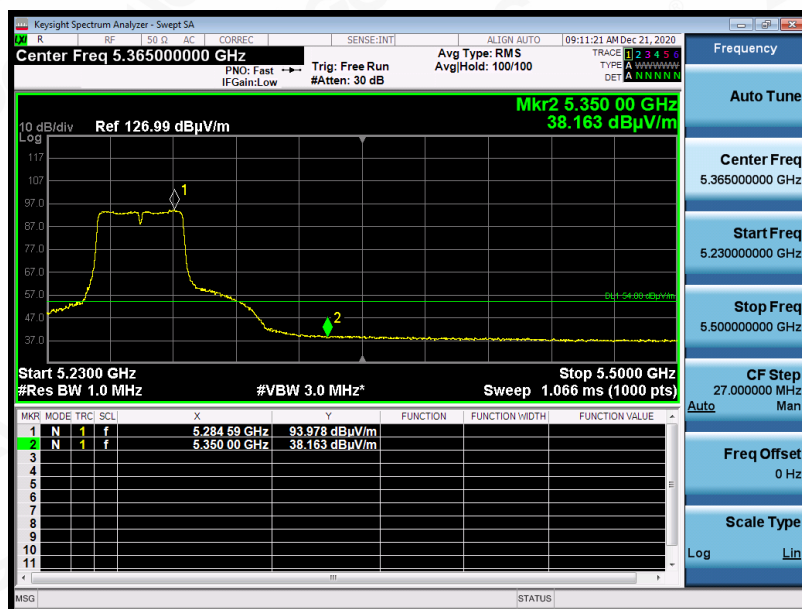 Keysight Spectrum Analyzer - Swept SA
LXI R RF 50 Ω AC CORREC SENSE:INT ALIGN AUTO 09:11:21 AM Dec 21, 2020
Center Freq 5.365000000 GHz
PNO: Fast
IFGain:Low
Trig: Free Run
#Atten: 30 dB
Avg Type: RMS
Avg|Hold: 100/100
TRACE 1 2 3 4 5 6
TYPE A WWWWW
DET A N N N N N
Mkr2 5.350 00 GHz
38.163 dBµV/m
10 dB/div Ref 126.99 dBµV/m
Log
117
107
97.0
87.0
77.0
67.0
57.0
47.0
37.0
1
2
DL1 54.00 dBµV/m
Start 5.2300 GHz Stop 5.5000 GHz
#Res BW 1.0 MHz #VBW 3.0 MHz* Sweep 1.066 ms (1000 pts)
MKR MODE TRC SCL X Y FUNCTION FUNCTION WIDTH FUNCTION VALUE
1 N 1 f 5.284 59 GHz 93.978 dBµV/m
2 N 1 f 5.350 00 GHz 38.163 dBµV/m
3
4
5
6
7
8
9
10
11
MSG STATUS
Frequency
Auto Tune
Center Freq
5.365000000 GHz
Start Freq
5.230000000 GHz
Stop Freq
5.500000000 GHz
CF Step
27.000000 MHz
Auto Man
Freq Offset
0 Hz
Scale Type
Log Lin